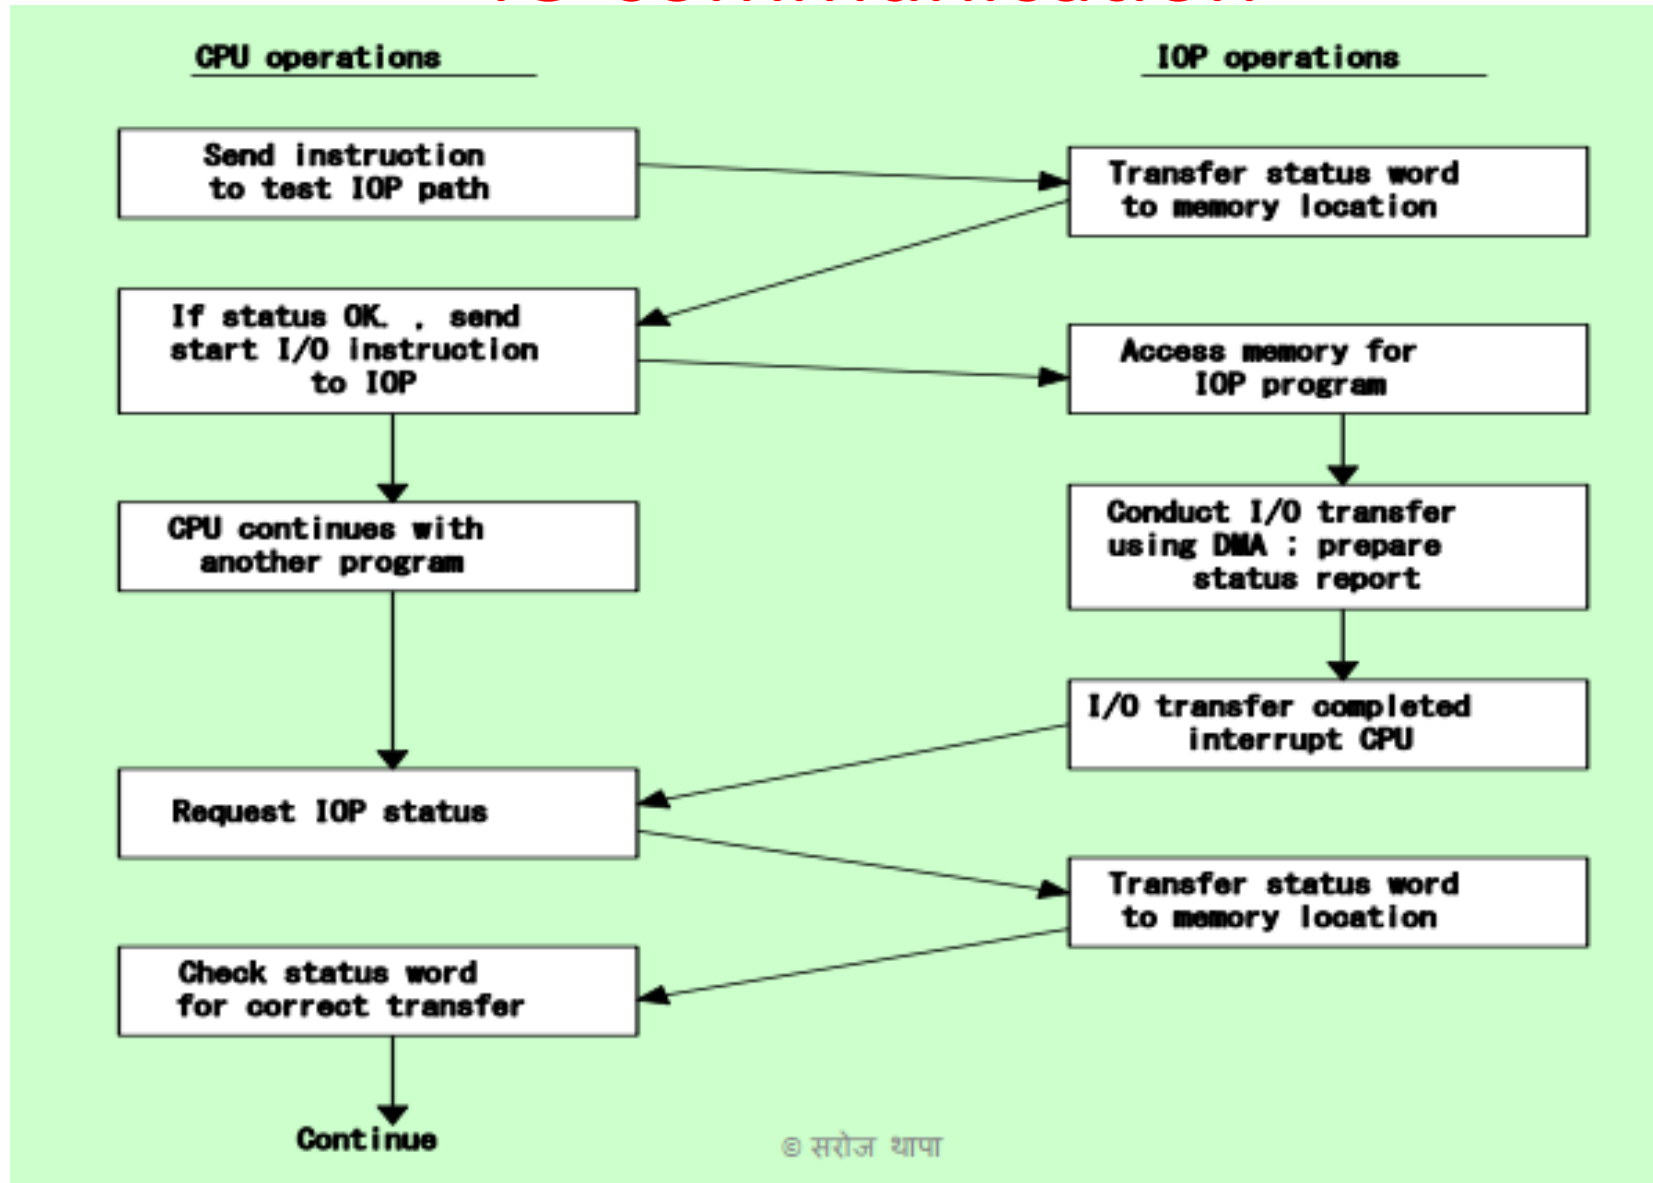 CPU operations
IOP operations
Send instruction
to test IOP path
Transfer status word
to memory location
If status OK. , send
start I/O instruction
to IOP
Access memory for
IOP program
CPU continues with
another program
Conduct I/O transfer
using DMA : prepare
status report
I/O transfer completed
interrupt CPU
Request IOP status
Transfer status word
to memory location
Check status word
for correct transfer
Continue
© सरोज थापा